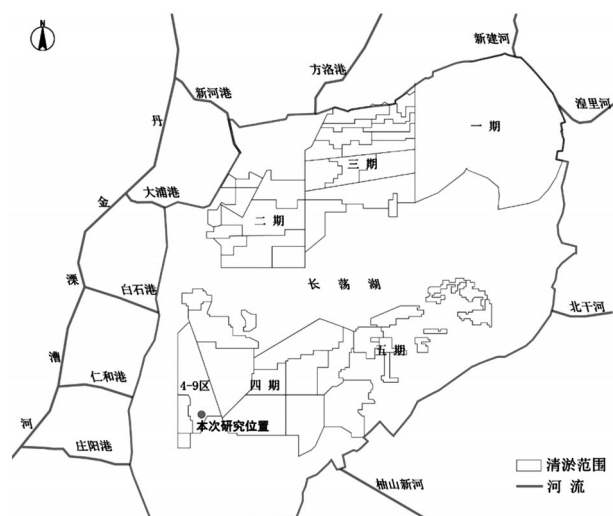 N
新建河
方洛港
新河港
湟里河
丹
一期
三期
大浦港
金
二期
溧
白石港
长荡湖
北干河
漕
五期
仁和港
4-9区
四期
本次研究位置
河
庄阳港
清淤范围
柚山新河
河流